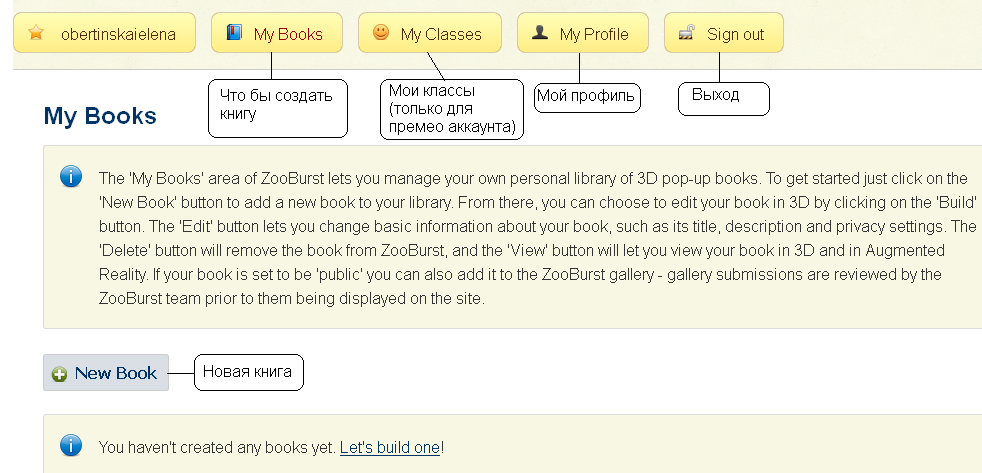 obertinskaielena My Books My Classes My Profile Sign out
Что бы создать
книгу
Мои классы
(только для
премео аккаунта)
Мой профиль
Выход
My Books
The 'My Books' area of ZooBurst lets you manage your own personal library of 3D pop-up books. To get started just click on the
'New Book' button to add a new book to your library. From there, you can choose to edit your book in 3D by clicking on the 'Build'
button. The 'Edit' button lets you change basic information about your book, such as its title, description and privacy settings. The
'Delete' button will remove the book from ZooBurst, and the 'View' button will let you view your book in 3D and in Augmented
Reality. If your book is set to be 'public' you can also add it to the ZooBurst gallery - gallery submissions are reviewed by the
ZooBurst team prior to them being displayed on the site.
New Book
Новая книга
You haven't created any books yet. Let's build one!